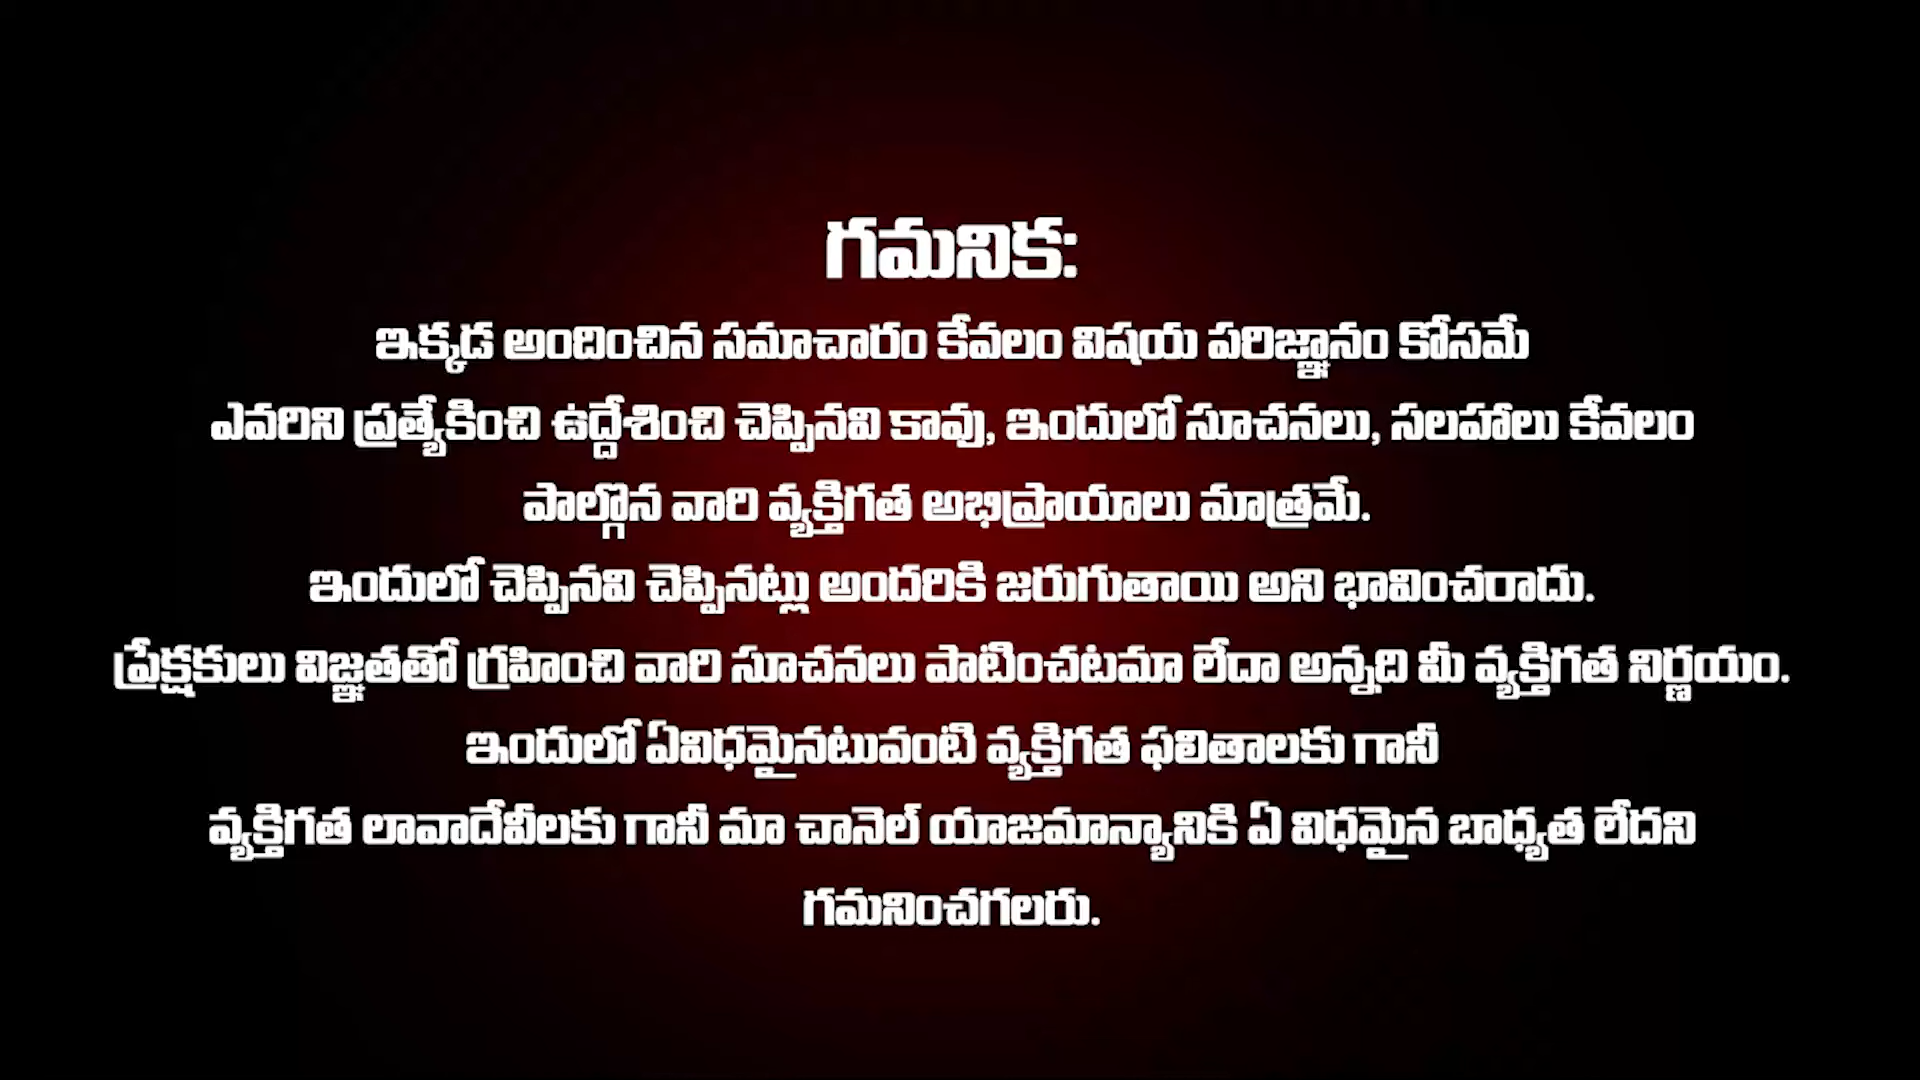 గమనిక:
ఇక్కడ అందించిన సమాచారం కేవలం విషయ పరిజ్ఞానం కోసమే
ఎవరిని ప్రత్యేకించి ఉద్దేశించి చెప్పినవి కావు, ఇందులో సూచనలు, సలహాలు కేవలం
పాల్గొన వారి వ్యక్తిగత అభిప్రాయాలు మాత్రమే.
ఇందులో చెప్పినవి చెప్పినట్లు అందరికి జరుగుతాయి అని భావించరాదు.
ప్రేక్షకులు విజ్ఞతతో గ్రహించి వారి సూచనలు పాటించటమా లేదా అన్నది మీ వ్యక్తిగత నిర్ణయం.
ఇందులో ఏవిధమైనటువంటి వ్యక్తిగత ఫలితాలకు గానీ
వ్యక్తిగత లావాదేవీలకు గానీ మా చానెల్ యాజమాన్యానికి ఏ విధమైన బాధ్యత లేదని
గమనించగలరు.